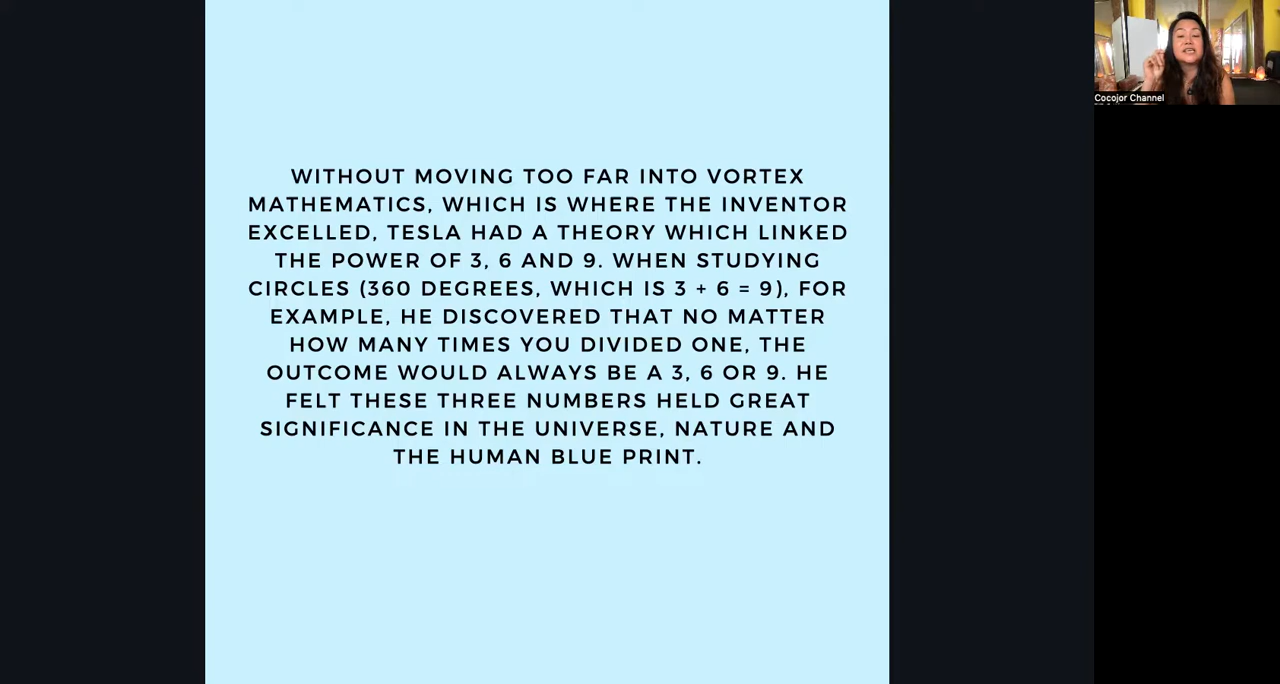 WITHOUT MOVING TOO FAR INTO VORTEX
MATHEMATICS, WHICH IS WHERE THE INVENTOR
EXCELLED, TESLA HAD A THEORY WHICH LINKED
THE POWER OF 3, 6 AND 9. WHEN STUDYING
CIRCLES (360 DEGREES, WHICH IS 3 + 6 = 9), FOR
EXAMPLE, HE DISCOVERED THAT NO MATTER
HOW MANY TIMES YOU DIVIDED ONE, THE
OUTCOME WOULD ALWAYS BE A 3, 6 OR 9. HE
FELT THESE THREE NUMBERS HELD GREAT
SIGNIFICANCE IN THE UNIVERSE, NATURE AND
THE HUMAN BLUE PRINT.
Cocojor Channel